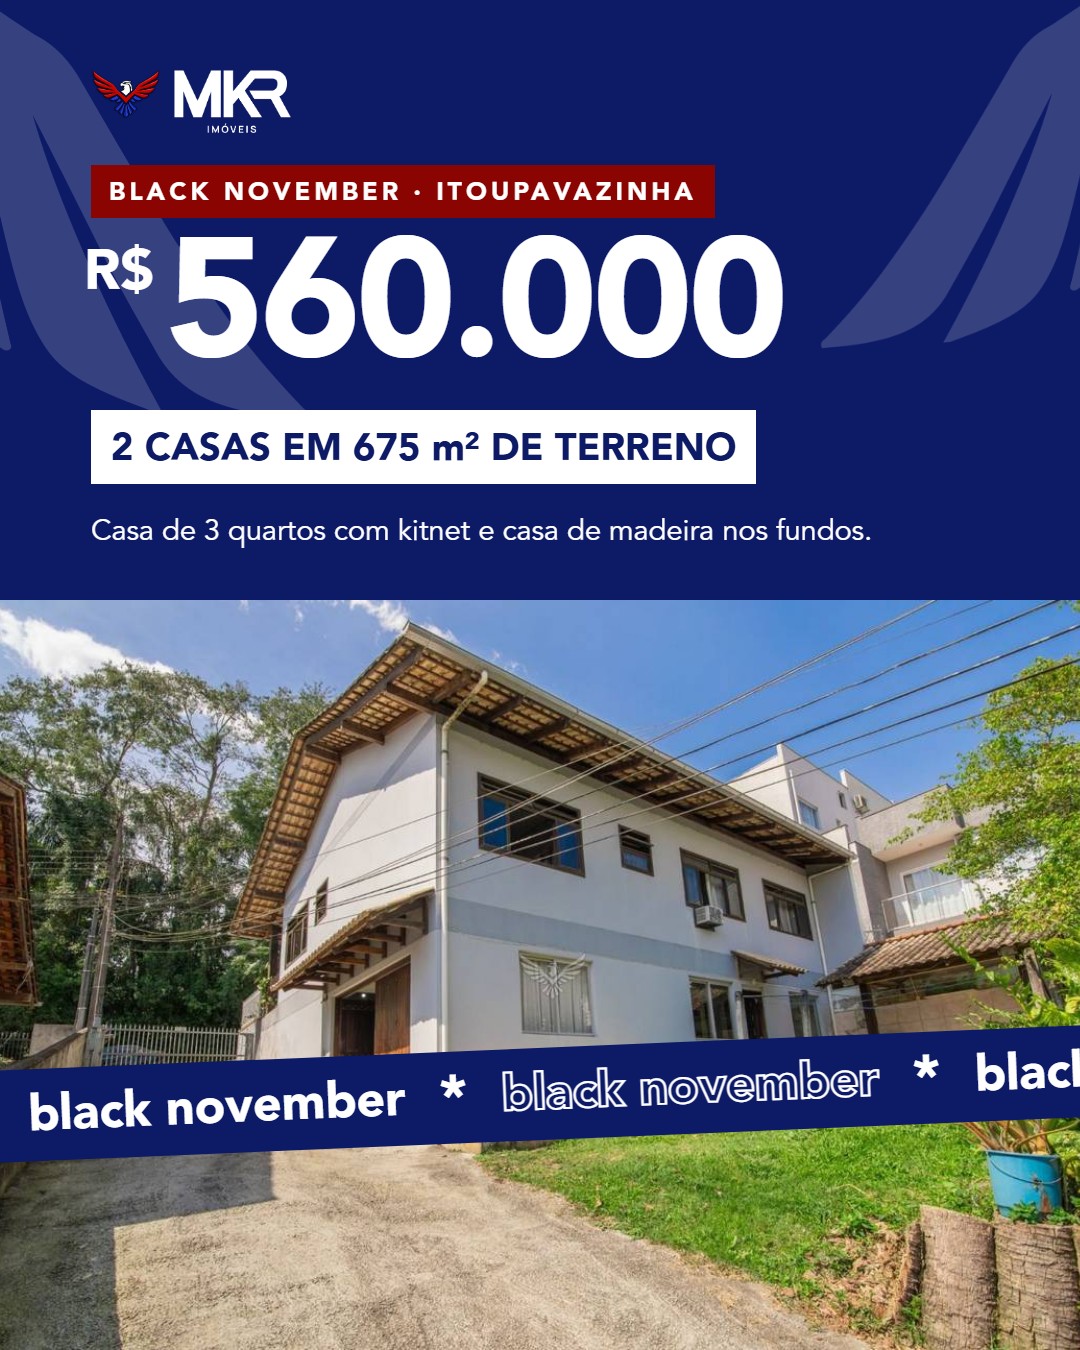 MKR
IMÓVEIS
BLACK NOVEMBER · ITOUPAVAZINHA
R$ 560.000
2 CASAS EM 675 m² DE TERRENO
Casa de 3 quartos com kitnet e casa de madeira nos fundos.
black november * black november * blac